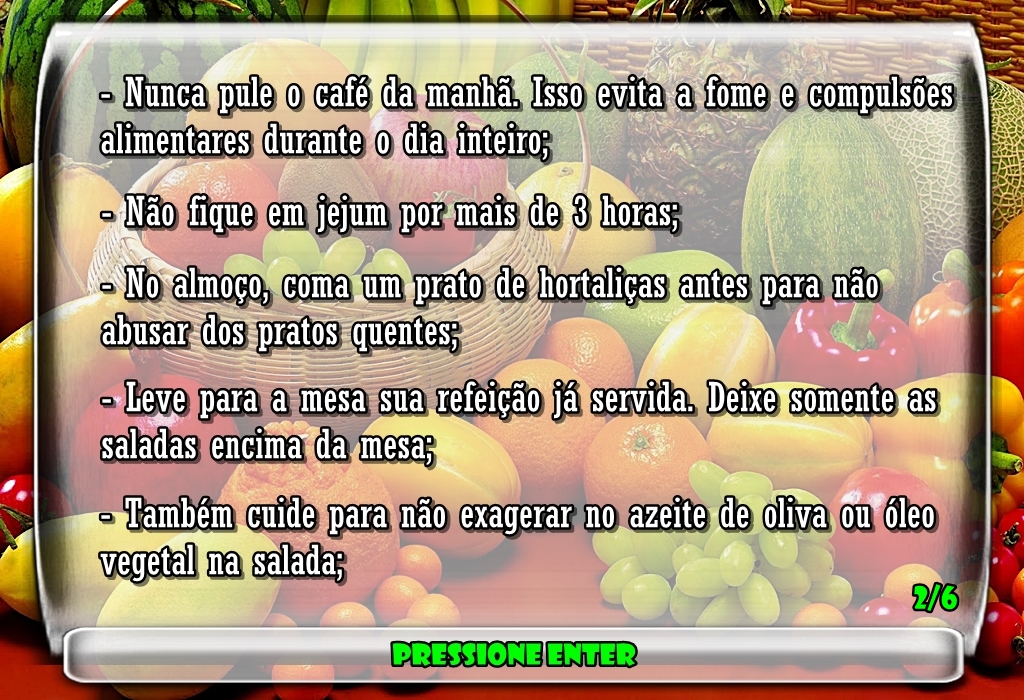 - Nunca pule o café da manhã. Isso evita a fome e compulsões
alimentares durante o dia inteiro;
- Não fique em jejum por mais de 3 horas;
- No almoço, coma um prato de hortaliças antes para não
abusar dos pratos quentes;
- Leve para a mesa sua refeição já servida. Deixe somente as
saladas encima da mesa;
- Também cuide para não exagerar no azeite de oliva ou óleo
vegetal na salada;
2/6
PRESSIONE ENTER